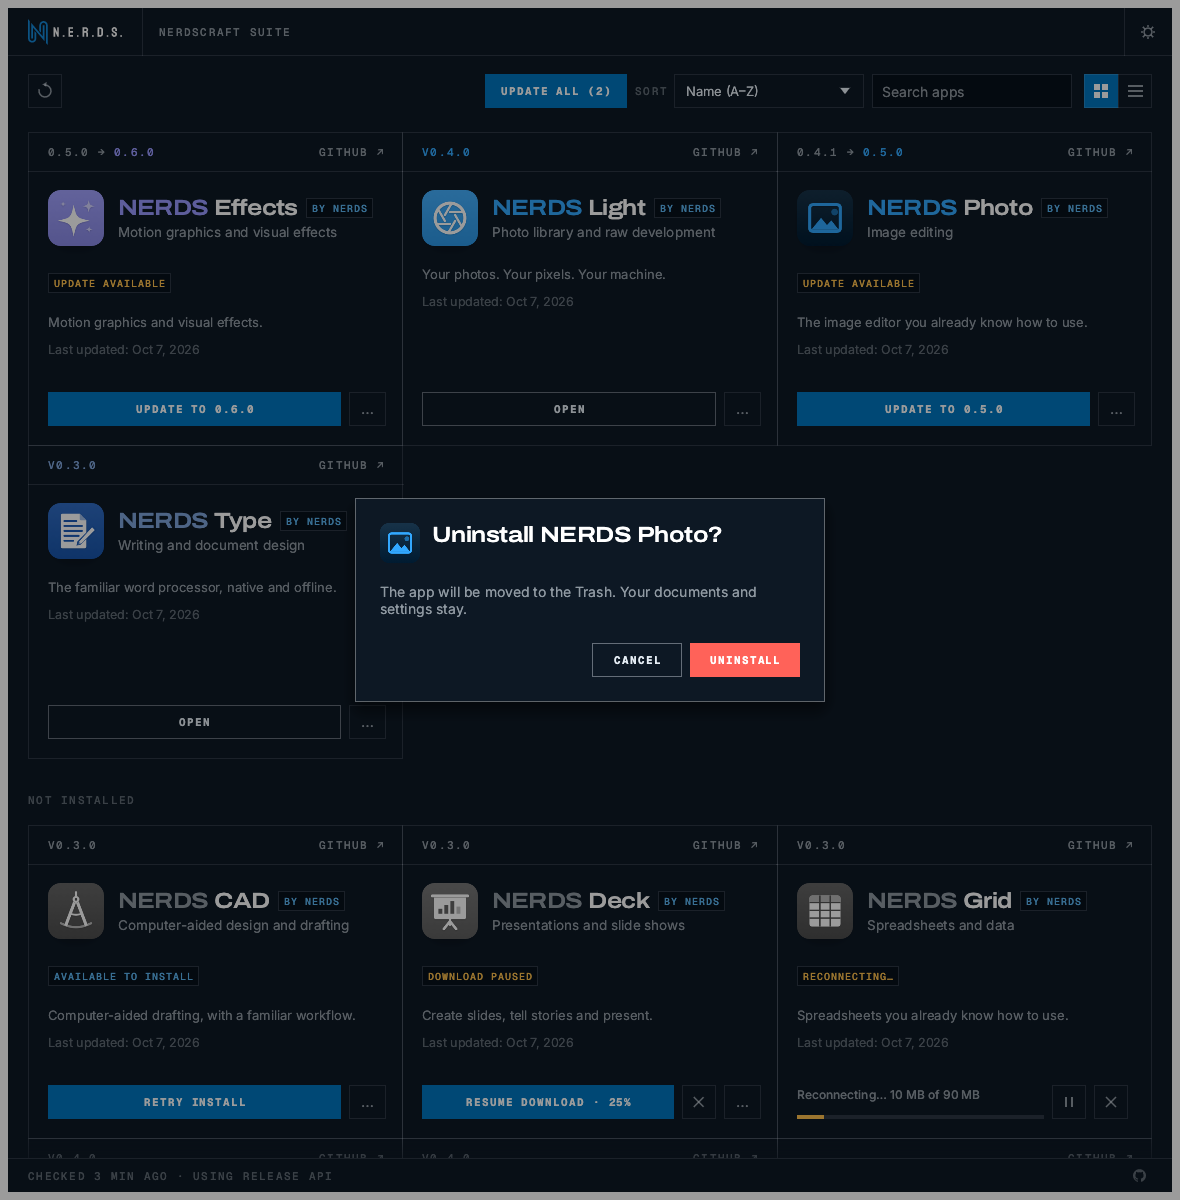 N.E.R.D.S.
NERDSCRAFT SUITE
UPDATE ALL (2)
SORT
Name (A–Z)
Search apps
0.5.0 → 0.6.0
GITHUB ↗
NERDS Effects
BY NERDS
Motion graphics and visual effects
UPDATE AVAILABLE
Motion graphics and visual effects.
Last updated: Oct 7, 2026
UPDATE TO 0.6.0
...
V0.4.0
GITHUB ↗
NERDS Light
BY NERDS
Photo library and raw development
Your photos. Your pixels. Your machine.
Last updated: Oct 7, 2026
OPEN
...
0.4.1 → 0.5.0
GITHUB ↗
NERDS Photo
BY NERDS
Image editing
UPDATE AVAILABLE
The image editor you already know how to use.
Last updated: Oct 7, 2026
UPDATE TO 0.5.0
...
V0.3.0
GITHUB ↗
NERDS Type
BY NERDS
Writing and document design
The familiar word processor, native and offline.
Last updated: Oct 7, 2026
OPEN
...
Uninstall NERDS Photo?
The app will be moved to the Trash. Your documents and
settings stay.
CANCEL
UNINSTALL
NOT INSTALLED
V0.3.0
GITHUB ↗
NERDS CAD
BY NERDS
Computer-aided design and drafting
AVAILABLE TO INSTALL
Computer-aided drafting, with a familiar workflow.
Last updated: Oct 7, 2026
RETRY INSTALL
...
V0.3.0
GITHUB ↗
NERDS Deck
BY NERDS
Presentations and slide shows
DOWNLOAD PAUSED
Create slides, tell stories and present.
Last updated: Oct 7, 2026
RESUME DOWNLOAD · 25%
...
V0.3.0
GITHUB ↗
NERDS Grid
BY NERDS
Spreadsheets and data
RECONNECTING…
Spreadsheets you already know how to use.
Last updated: Oct 7, 2026
Reconnecting… 10 MB of 90 MB
V0.4.0
GITHUB ↗
V0.4.0
GITHUB ↗
GITHUB ↗
CHECKED 3 MIN AGO · USING RELEASE API